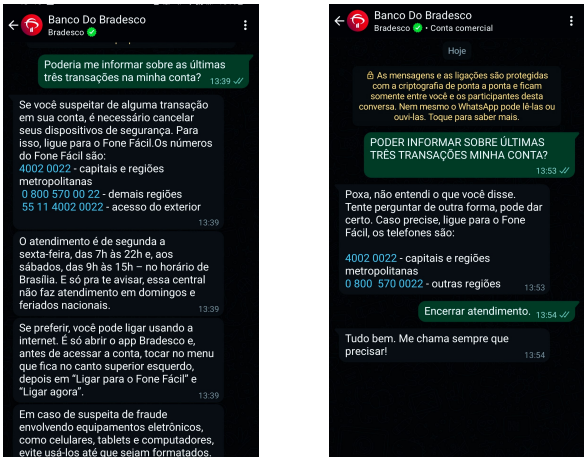 Banco Do Bradesco
Bradesco
Poderia me informar sobre as últimas
três transações na minha conta? 13:39
Se você suspeitar de alguma transação
em sua conta, é necessário cancelar
seus dispositivos de segurança. Para
isso, ligue para o Fone Fácil.Os números
do Fone Fácil são:
4002 0022 - capitais e regiões
metropolitanas
0 800 570 00 22 - demais regiões
55 11 4002 0022 - acesso do exterior
13:39
O atendimento é de segunda a
sexta-feira, das 7h às 22h e, aos
sábados, das 9h às 15h – no horário de
Brasília. E só pra te avisar, essa central
não faz atendimento em domingos e
feriados nacionais.
13:39
Se preferir, você pode ligar usando a
internet. É só abrir o app Bradesco e,
antes de acessar a conta, tocar no menu
que fica no canto superior esquerdo,
depois em “Ligar para o Fone Fácil” e
“Ligar agora”.
13:39
Em caso de suspeita de fraude
envolvendo equipamentos eletrônicos,
como celulares, tablets e computadores,
evite usá-los até que sejam formatados.
Banco Do Bradesco
Bradesco • Conta comercial
Hoje
As mensagens e as ligações são protegidas
com a criptografia de ponta a ponta e ficam
somente entre você e os participantes desta
conversa. Nem mesmo o WhatsApp pode lê-las ou
ouvi-las. Toque para saber mais.
PODER INFORMAR SOBRE ÚLTIMAS
TRÊS TRANSAÇÕES MINHA CONTA?
13:53
Poxa, não entendi o que você disse.
Tente perguntar de outra forma, pode dar
certo. Caso precise, ligue para o Fone
Fácil, os telefones são:
4002 0022 - capitais e regiões
metropolitanas
0 800 570 0022 - outras regiões
13:53
Encerrar atendimento. 13:54
Tudo bem. Me chama sempre que
precisar!
13:54